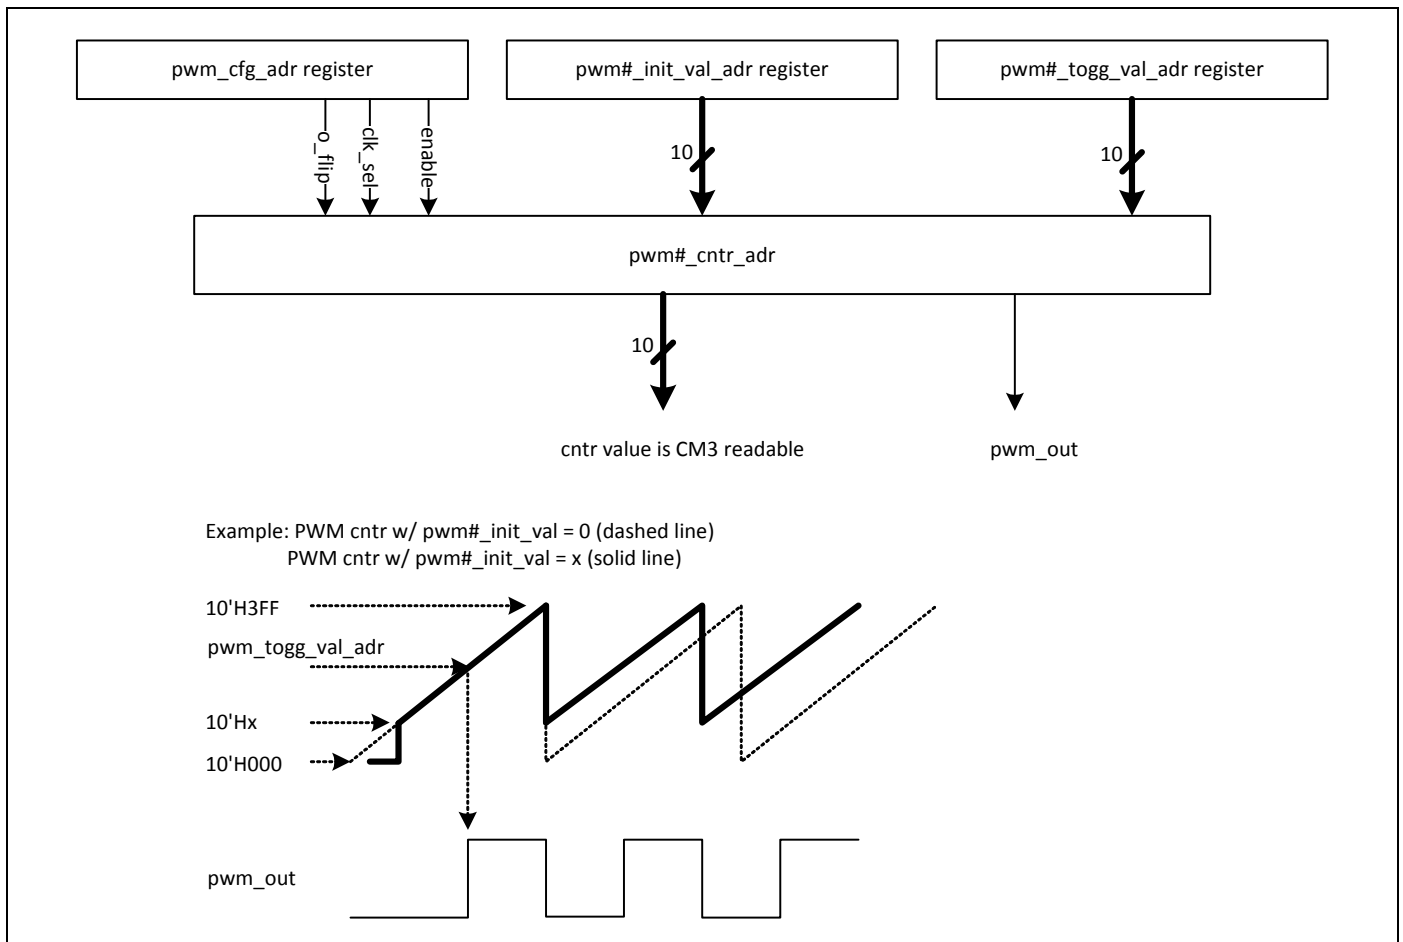 pwm_cfg_adr register
pwm#_init_val_adr register
pwm#_togg_val_adr register
o_flip
clk_sel
enable
10
10
pwm#_cntr_adr
10
cntr value is CM3 readable
pwm_out
Example: PWM cntr w/ pwm#_init_val = 0 (dashed line)
PWM cntr w/ pwm#_init_val = x (solid line)
10'H3FF
pwm_togg_val_adr
10'Hx
10'H000
pwm_out